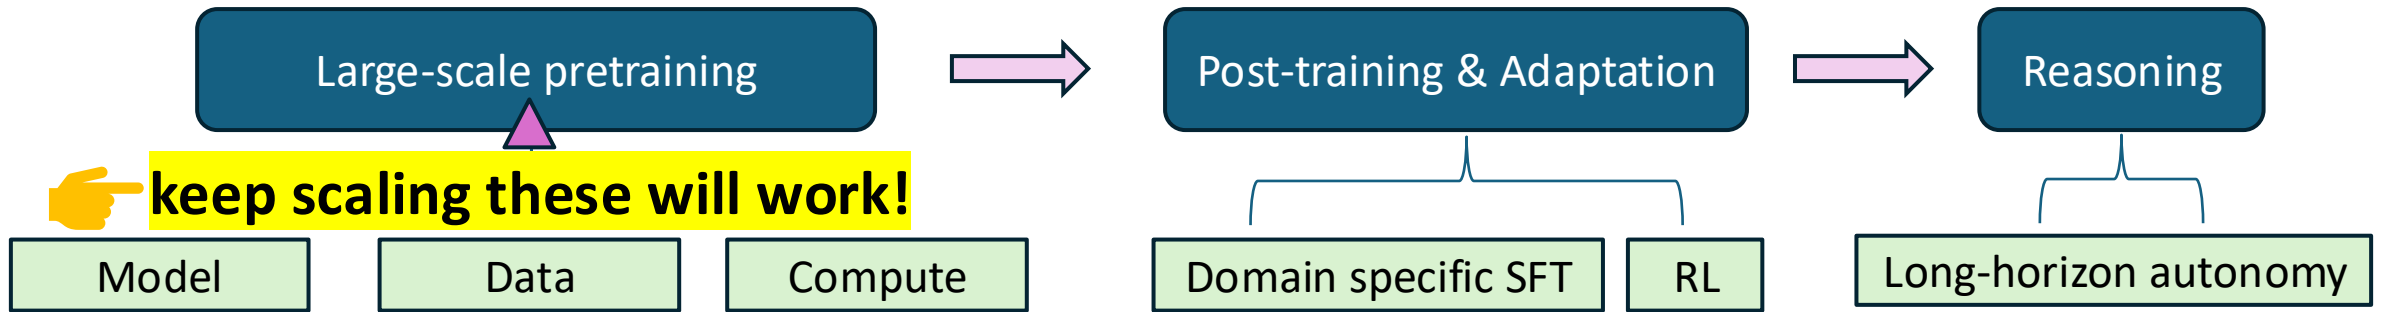 Large-scale pretraining
Post-training & Adaptation
Reasoning
keep scaling these will work!
Model
Data
Compute
Domain specific SFT
RL
Long-horizon autonomy